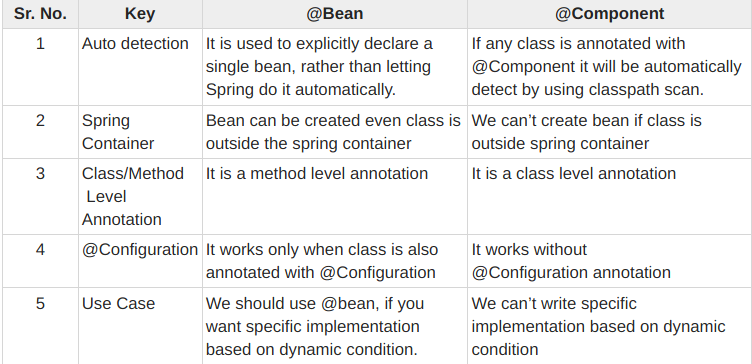 Sr. No. Key @Bean @Component
1 Auto detection It is used to explicitly declare a single bean, rather than letting Spring do it automatically. If any class is annotated with @Component it will be automatically detect by using classpath scan.
2 Spring Container Bean can be created even class is outside the spring container We can’t create bean if class is outside spring container
3 Class/Method Level Annotation It is a method level annotation It is a class level annotation
4 @Configuration It works only when class is also annotated with @Configuration It works without @Configuration annotation
5 Use Case We should use @bean, if you want specific implementation based on dynamic condition. We can’t write specific implementation based on dynamic condition